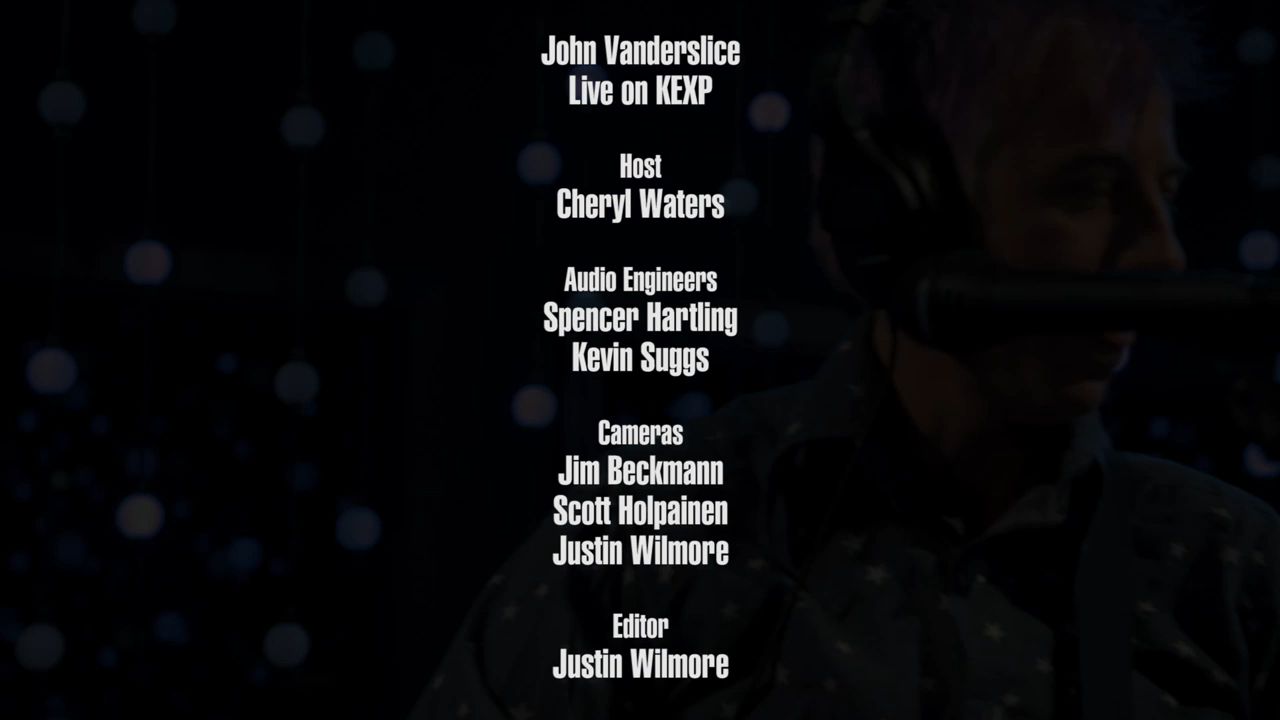 John Vanderslice
Live on KEXP
Host
Cheryl Waters
Audio Engineers
Spencer Hartling
Kevin Suggs
Cameras
Jim Beckmann
Scott Holpainen
Justin Wilmore
Editor
Justin Wilmore